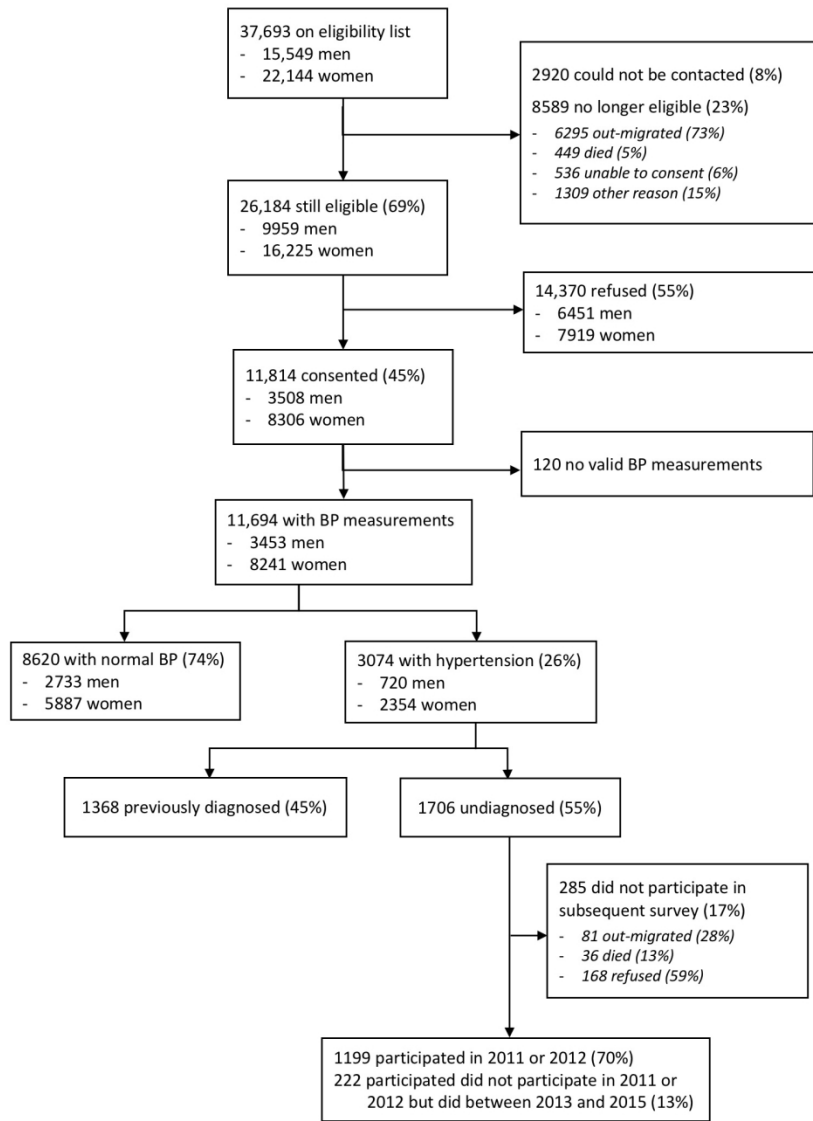 37,693 on eligibility list
- 15,549 men
- 22,144 women
2920 could not be contacted (8%)
8589 no longer eligible (23%)
- 6295 out-migrated (73%)
- 449 died (5%)
- 536 unable to consent (6%)
- 1309 other reason (15%)
26,184 still eligible (69%)
- 9959 men
- 16,225 women
14,370 refused (55%)
- 6451 men
- 7919 women
11,814 consented (45%)
- 3508 men
- 8306 women
120 no valid BP measurements
11,694 with BP measurements
- 3453 men
- 8241 women
8620 with normal BP (74%)
- 2733 men
- 5887 women
3074 with hypertension (26%)
- 720 men
- 2354 women
1368 previously diagnosed (45%)
1706 undiagnosed (55%)
285 did not participate in
subsequent survey (17%)
- 81 out-migrated (28%)
- 36 died (13%)
- 168 refused (59%)
1199 participated in 2011 or 2012 (70%)
222 participated did not participate in 2011 or
2012 but did between 2013 and 2015 (13%)